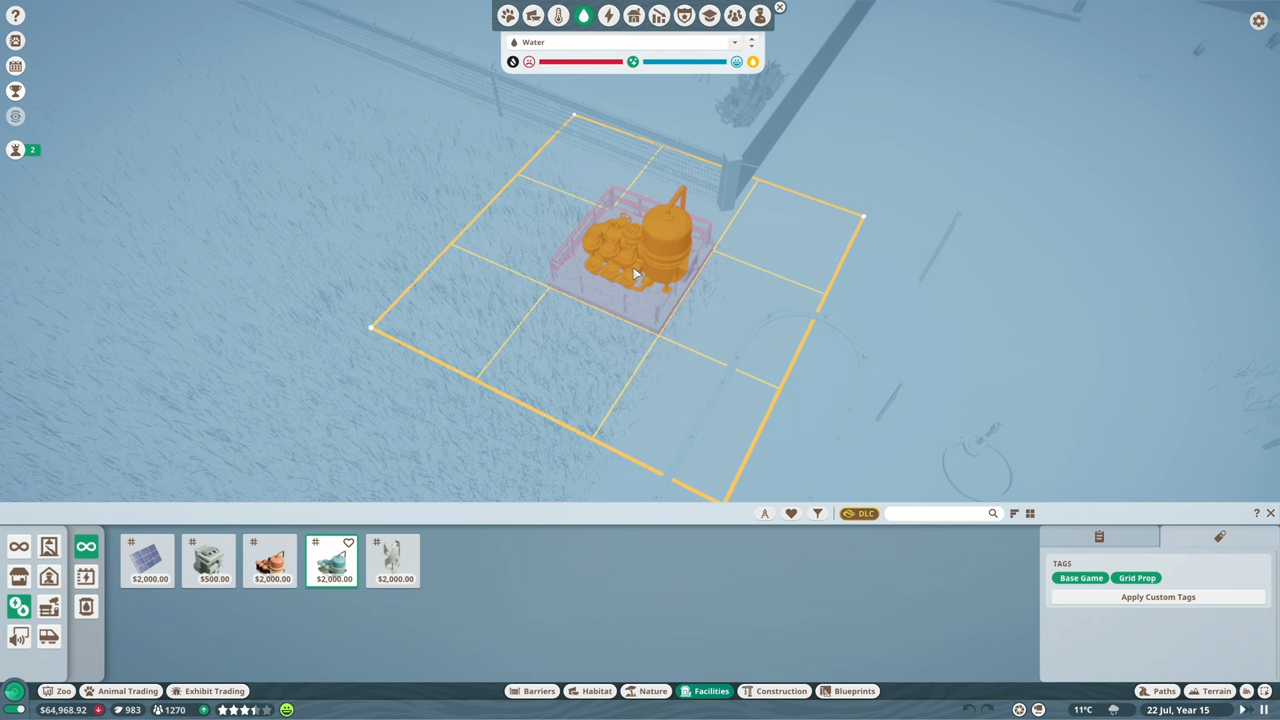 ?
Water
2
DLC
?
$2,000.00
$500.00
$2,000.00
$2,000.00
$2,000.00
TAGS
Base Game
Grid Prop
Apply Custom Tags
Zoo
Animal Trading
Exhibit Trading
Barriers
Habitat
Nature
Facilities
Construction
Blueprints
Paths
Terrain
$64,968.92
983
1270
11°C
22 Jul, Year 15